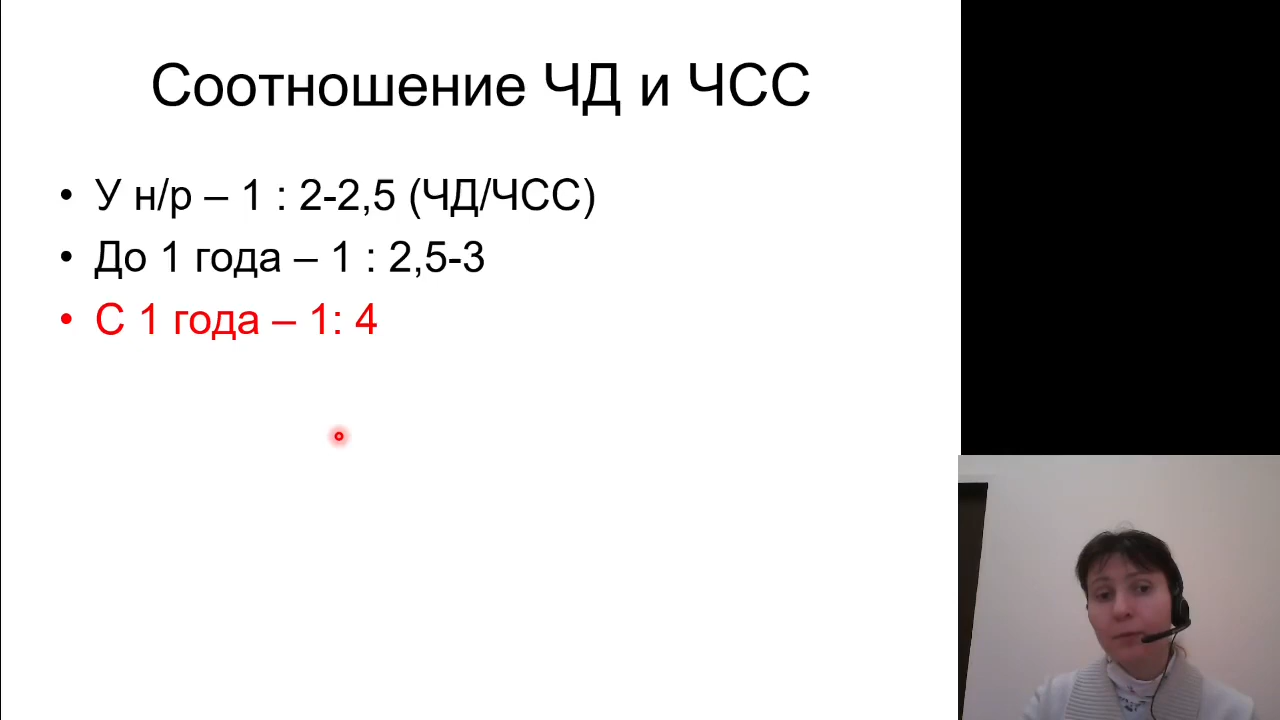 Соотношение ЧД и ЧСС
• У н/р – 1 : 2-2,5 (ЧД/ЧСС)
• До 1 года – 1 : 2,5-3
• С 1 года – 1: 4